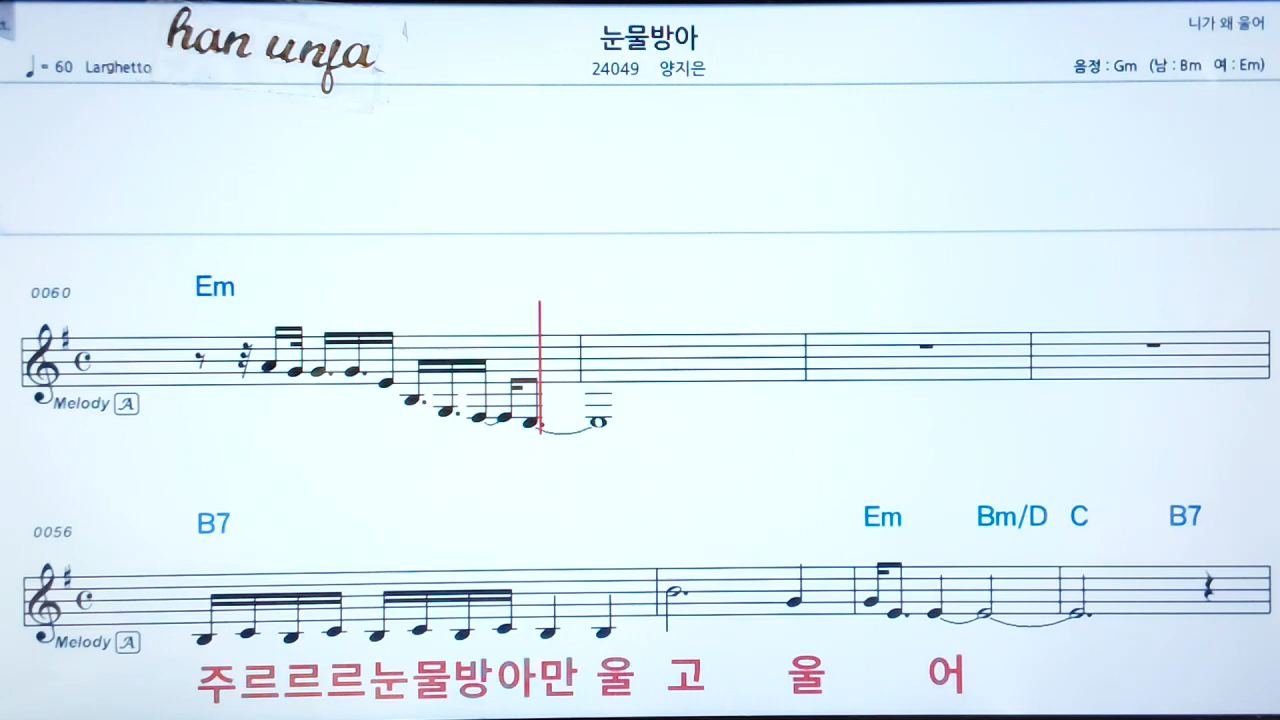 han unja
눈물방아
니가 왜 울어
♩= 60 Larghetto
24049 양지은
음정 : Gm (남 : Bm 여 : Em)
Em
0060
Melody A
B7 Em Bm/D C B7
0056
Melody A
주르르르눈물방아만 울 고 울 어